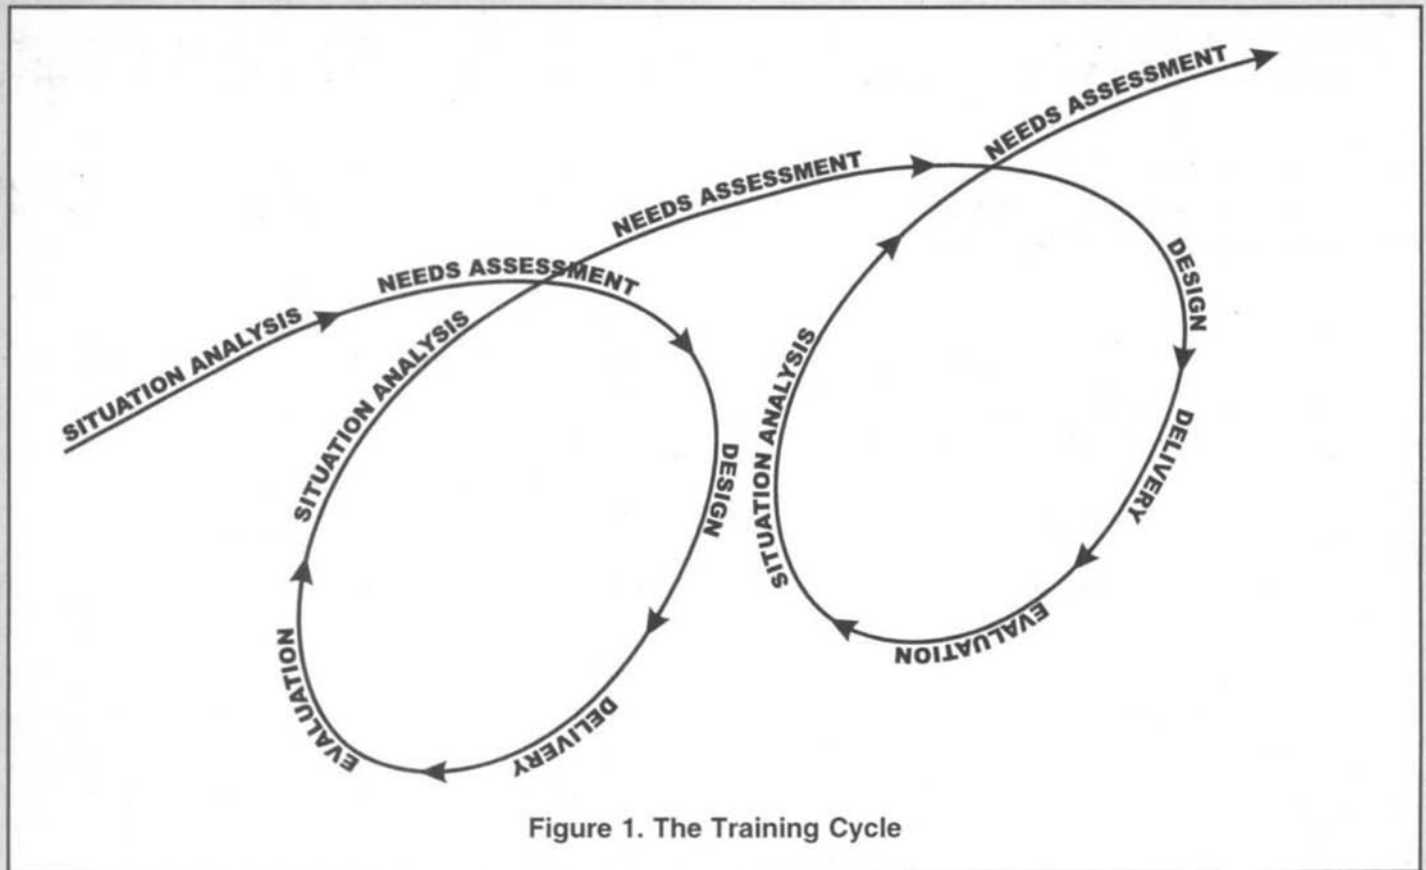 SITUATION ANALYSIS
NEEDS ASSESSMENT
DESIGN
DELIVERY
EVALUATION
SITUATION ANALYSIS
NEEDS ASSESSMENT
DESIGN
DELIVERY
EVALUATION
SITUATION ANALYSIS
NEEDS ASSESSMENT
Figure 1. The Training Cycle